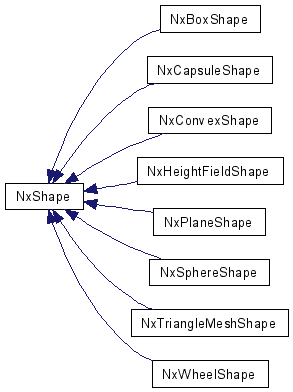 NxBoxShape
NxCapsuleShape
NxConvexShape
NxHeightFieldShape
NxShape
NxPlaneShape
NxSphereShape
NxTriangleMeshShape
NxWheelShape